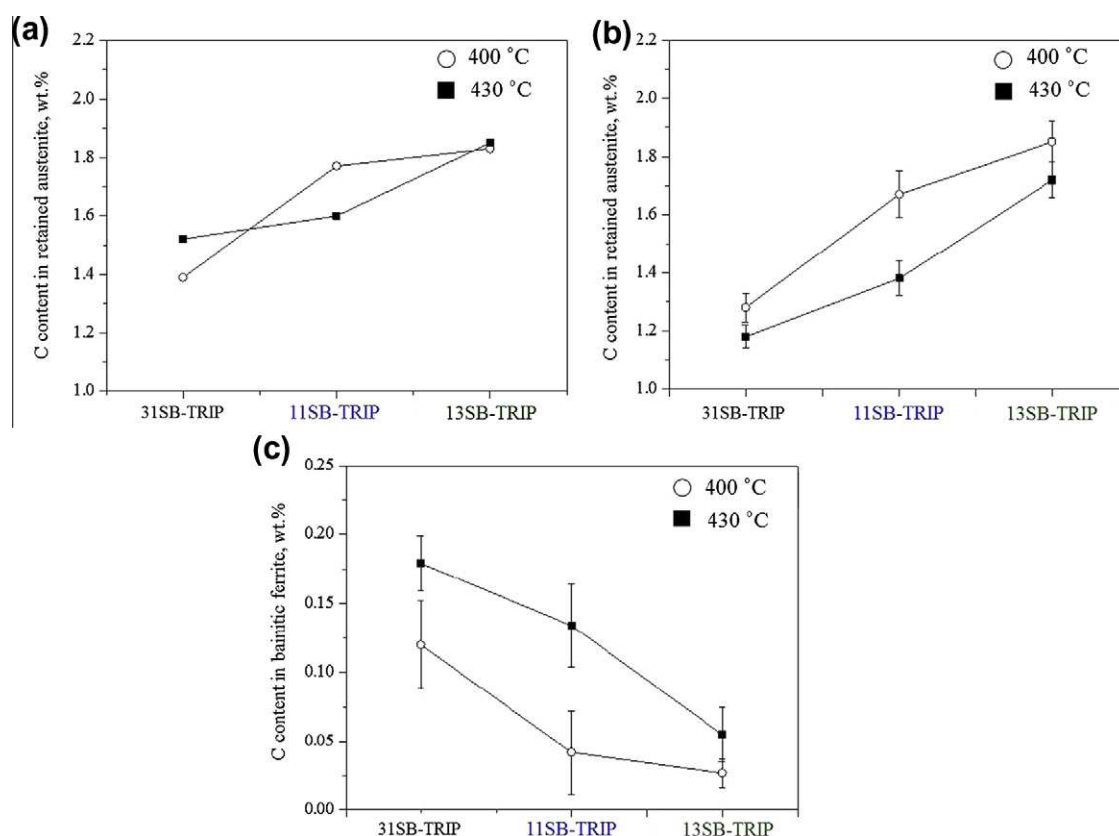 (a)
2.2
2.0
1.8
1.6
1.4
1.2
1.0
C content in retained austenite, wt.%
400 °C
430 °C
31SB-TRIP 11SB-TRIP 13SB-TRIP
(b)
2.2
2.0
1.8
1.6
1.4
1.2
1.0
C content in retained austenite, wt.%
400 °C
430 °C
31SB-TRIP 11SB-TRIP 13SB-TRIP
(c)
0.25
0.20
0.15
0.10
0.05
0.00
C content in bainitic ferrite, wt.%
400 °C
430 °C
31SB-TRIP 11SB-TRIP 13SB-TRIP